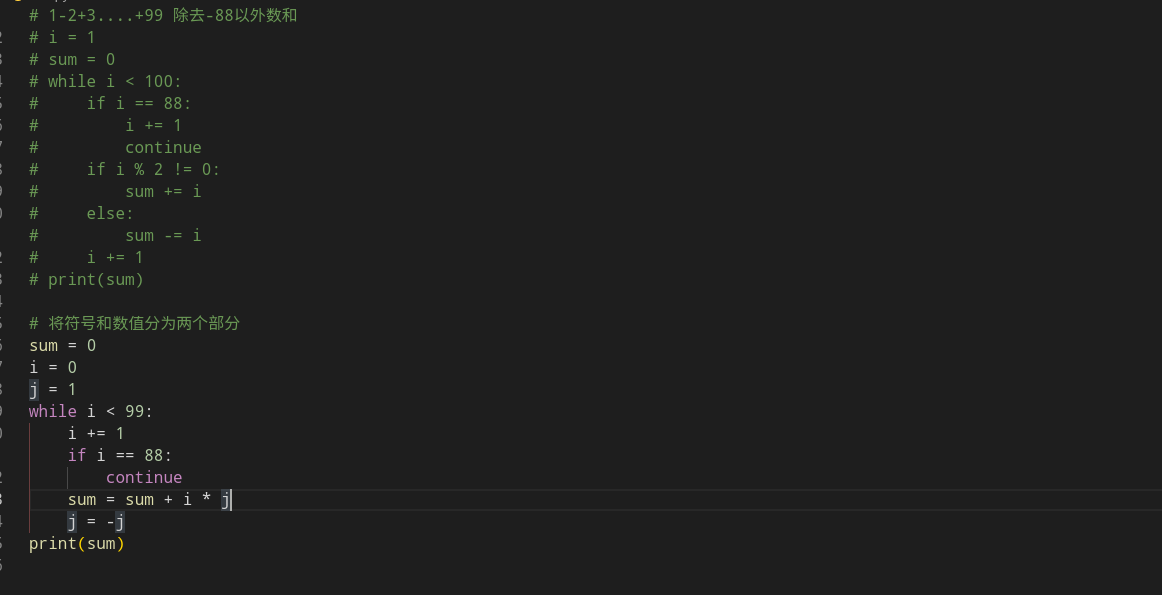 # 1-2+3....+99 除去-88以外数和
# i = 1
# sum = 0
# while i < 100:
#     if i == 88:
#         i += 1
#         continue
#     if i % 2 != 0:
#         sum += i
#     else:
#         sum -= i
#     i += 1
# print(sum)

# 将符号和数值分为两个部分
sum = 0
i = 0
j = 1
while i < 99:
    i += 1
    if i == 88:
        continue
    sum = sum + i * j
    j = -j
print(sum)